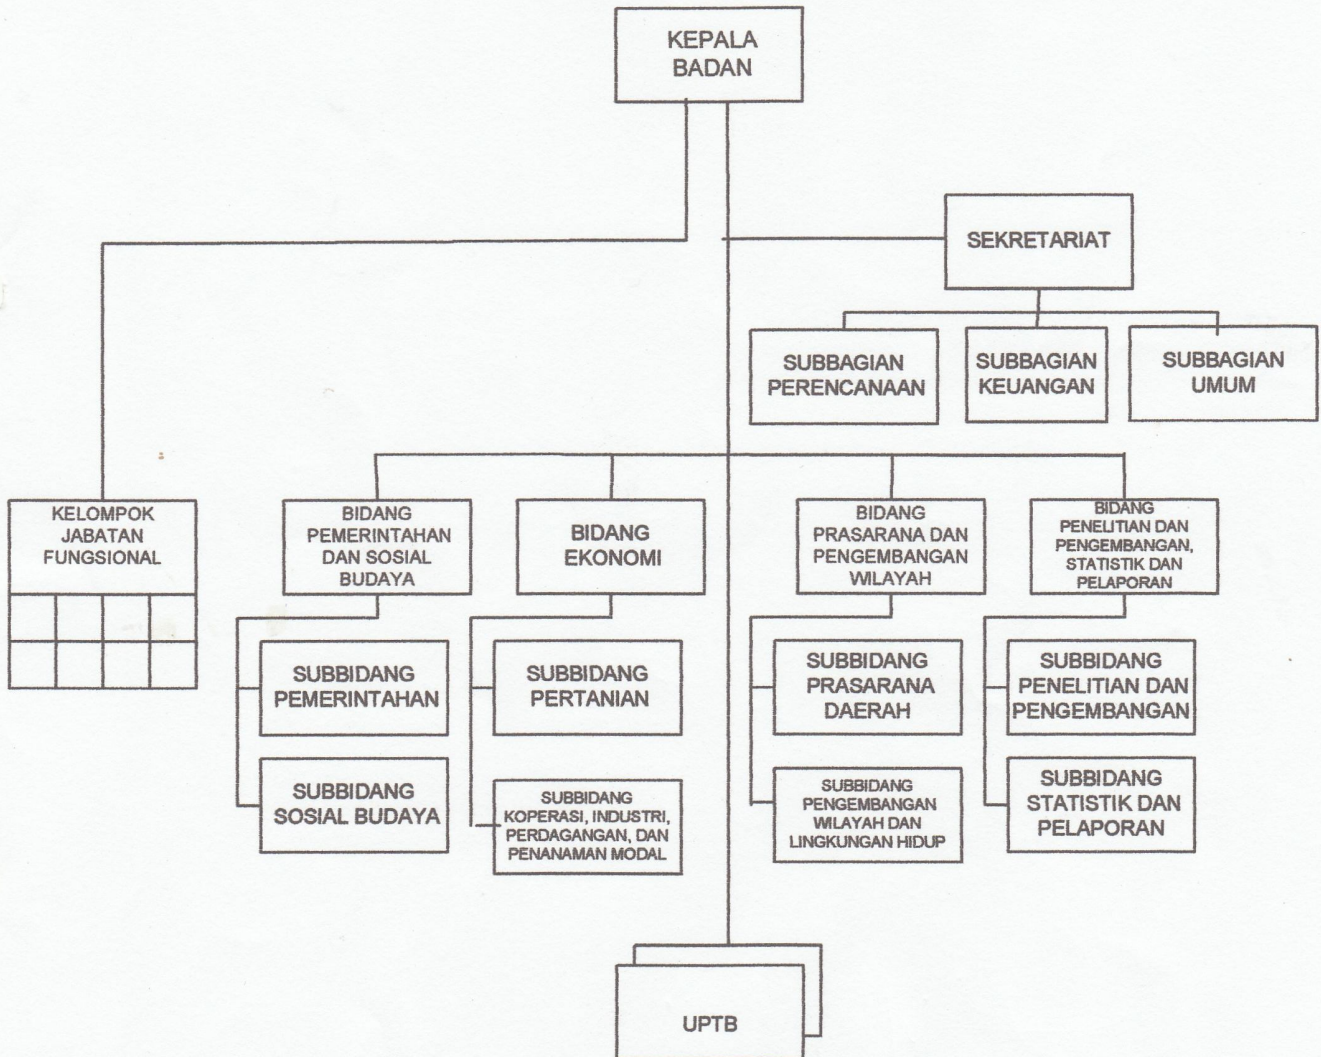 KEPALA
BADAN
SEKRETARIAT
SUBBAGIAN
PERENCANAAN
SUBBAGIAN
KEUANGAN
SUBBAGIAN
UMUM
KELOMPOK
JABATAN
FUNGSIONAL
BIDANG
PEMERINTAHAN
DAN SOSIAL
BUDAYA
BIDANG
EKONOMI
BIDANG
PRASARANA DAN
PENGEMBANGAN
WILAYAH
BIDANG
PENELITIAN DAN
PENGEMBANGAN,
STATISTIK DAN
PELAPORAN
SUBBIDANG
PEMERINTAHAN
SUBBIDANG
PERTANIAN
SUBBIDANG
PRASARANA
DAERAH
SUBBIDANG
PENELITIAN DAN
PENGEMBANGAN
SUBBIDANG
SOSIAL BUDAYA
SUBBIDANG
KOPERASI, INDUSTRI,
PERDAGANGAN, DAN
PENANAMAN MODAL
SUBBIDANG
PENGEMBANGAN
WILAYAH DAN
LINGKUNGAN HIDUP
SUBBIDANG
STATISTIK DAN
PELAPORAN
UPTB